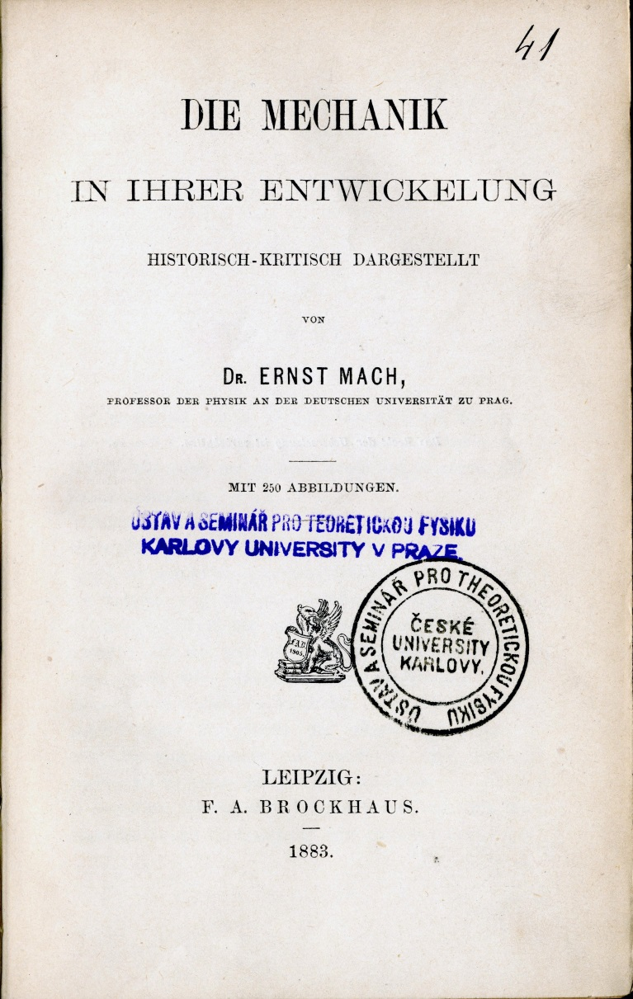 41
DIE MECHANIK
IN IHRER ENTWICKELUNG
HISTORISCH-KRITISCH DARGESTELLT
VON
DR. ERNST MACH,
PROFESSOR DER PHYSIK AN DER DEUTSCHEN UNIVERSITÄT ZU PRAG.
MIT 250 ABBILDUNGEN.
ÚSTAV A SEMINÁŘ PRO TEORETICKOU FYSIKU
KARLOVY UNIVERSITY V PRAZE.
F.A.B
1905.
ÚSTAV A SEMINÁŘ PRO THEORETICKOU FYSIKU
ČESKÉ
UNIVERSITY
KARLOVY.
LEIPZIG:
F. A. BROCKHAUS.
1883.